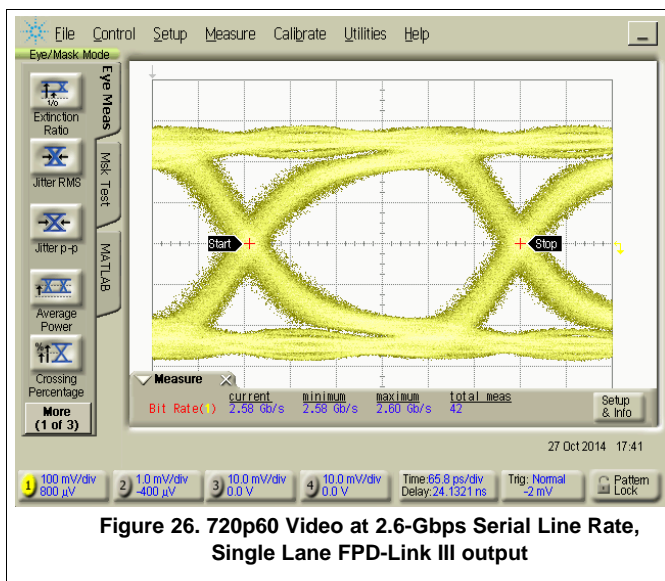 File Control Setup Measure Calibrate Utilities Help
Eye/Mask Mode
Eye Meas
Msk Test
MATLAB
1/0
Extinction
Ratio
Jitter RMS
Jitter p-p
Average
Power
%
Crossing
Percentage
More
(1 of 3)
Start
Stop
Measure
current minimum maximum total meas
Bit Rate(1) 2.58 Gb/s 2.58 Gb/s 2.60 Gb/s 42
Setup
& Info
27 Oct 2014 17:41
1 100 mV/div
800 µV
2 1.0 mV/div
-400 µV
3 10.0 mV/div
0.0 V
4 10.0 mV/div
0.0 V
Time:65.8 ps/div
Delay:24.1321 ns
Trig: Normal
-2 mV
Pattern
Lock
Figure 26. 720p60 Video at 2.6-Gbps Serial Line Rate,
Single Lane FPD-Link III output